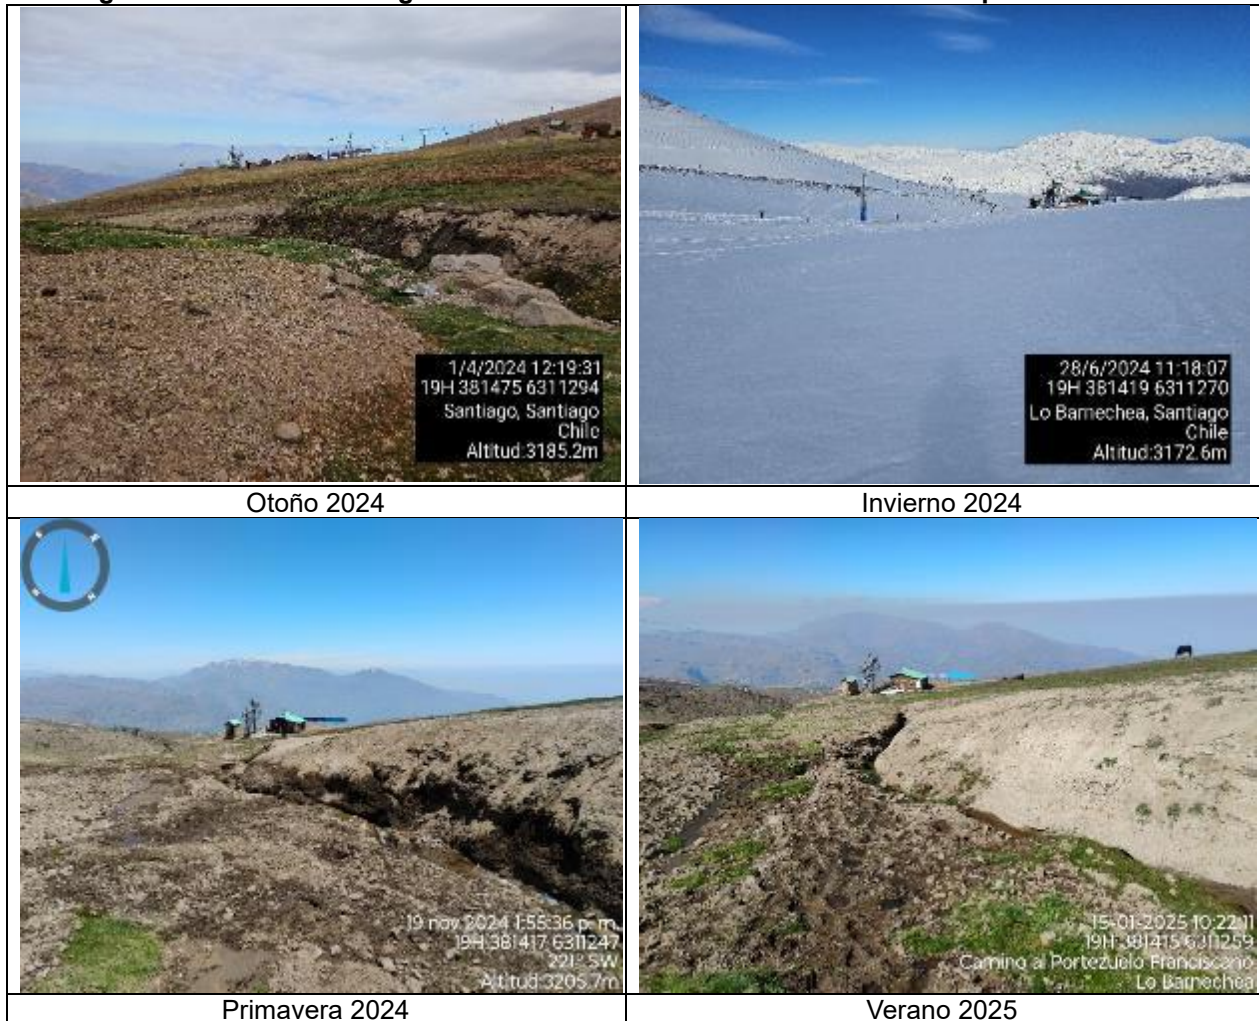 1/4/2024 12:19:31
19H 381475 6311294
Santiago, Santiago
Chile
Altitud:3185.2m
28/6/2024 11:18:07
19H 381419 6311270
Lo Barnechea, Santiago
Chile
Altitud:3172.6m
Otoño 2024
Invierno 2024
19 nov. 2024 1:55:36 p. m.
19H 381417 6311247
221° SW
Altitud:3205.7m
15-01-2025 10:22:11
19H 381415 6311259
Camino al Portezuelo Franciscano
Lo Barnechea
Primavera 2024
Verano 2025